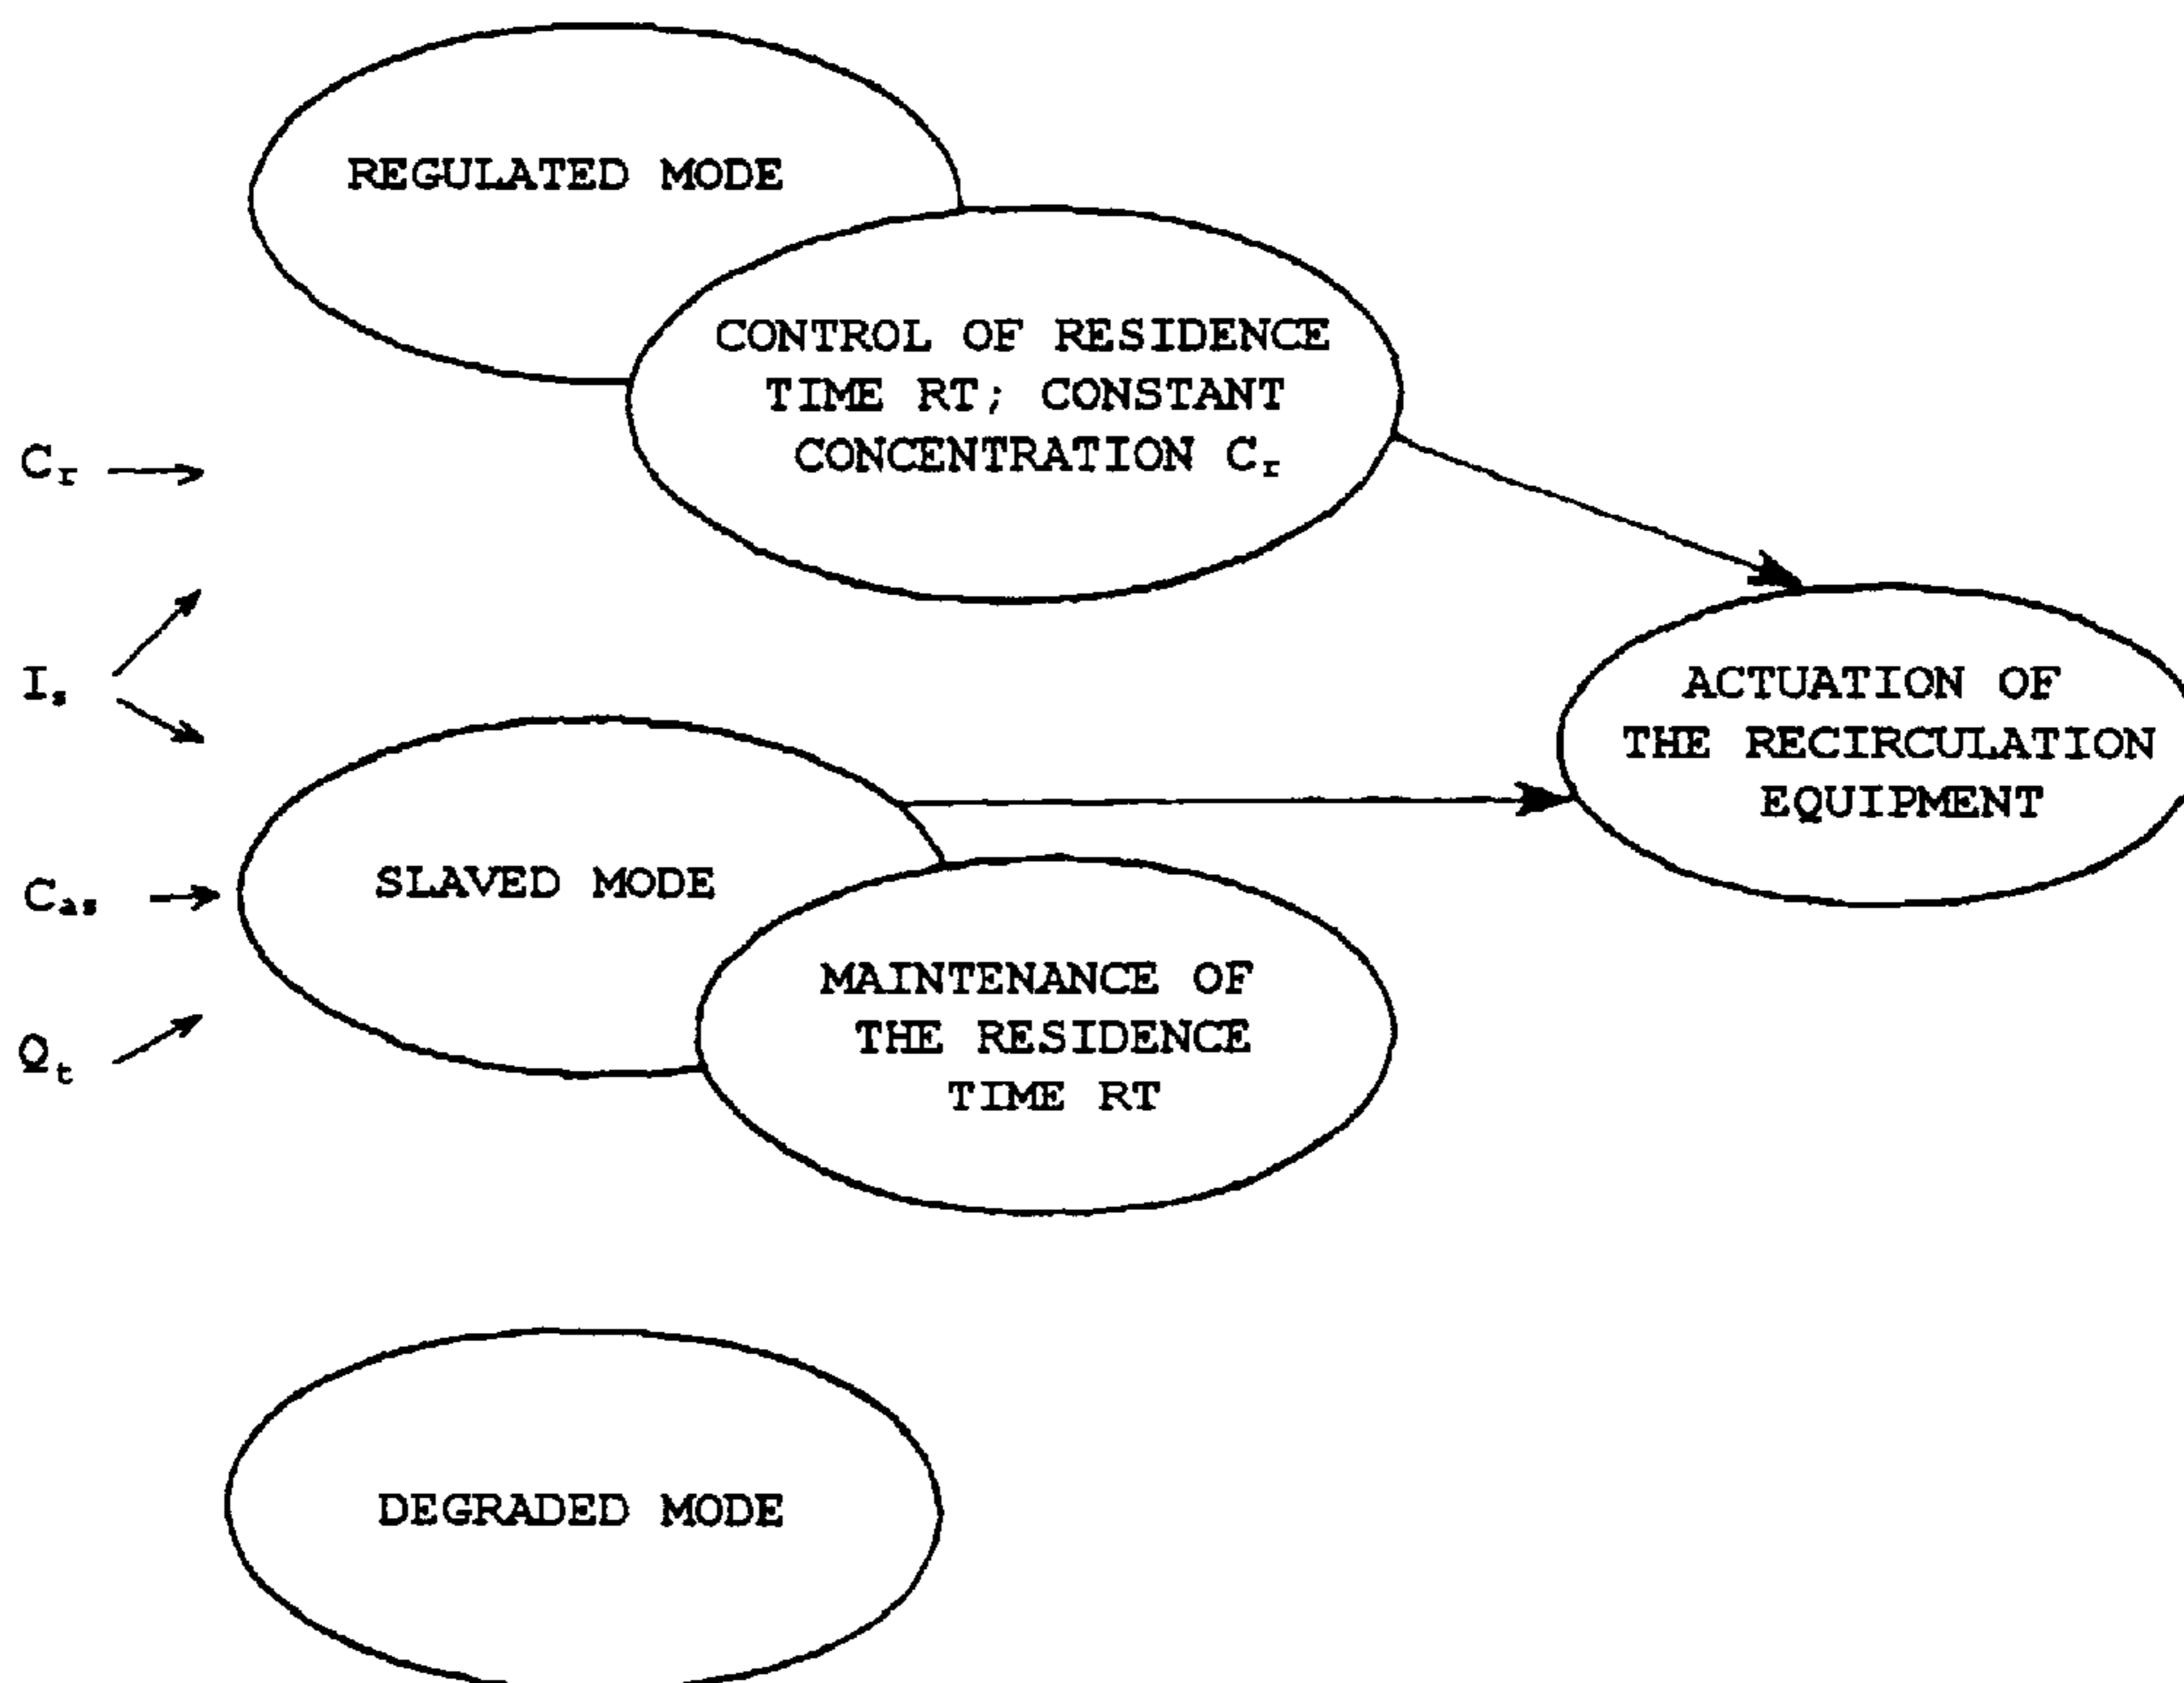 REGULATED MODE
CONTROL OF RESIDENCE
TIME RT; CONSTANT
CONCENTRATION Cr
Cr
Is
ACTUATION OF
THE RECIRCULATION
EQUIPMENT
SLAVED MODE
Cas
MAINTENANCE OF
THE RESIDENCE
TIME RT
Qt
DEGRADED MODE